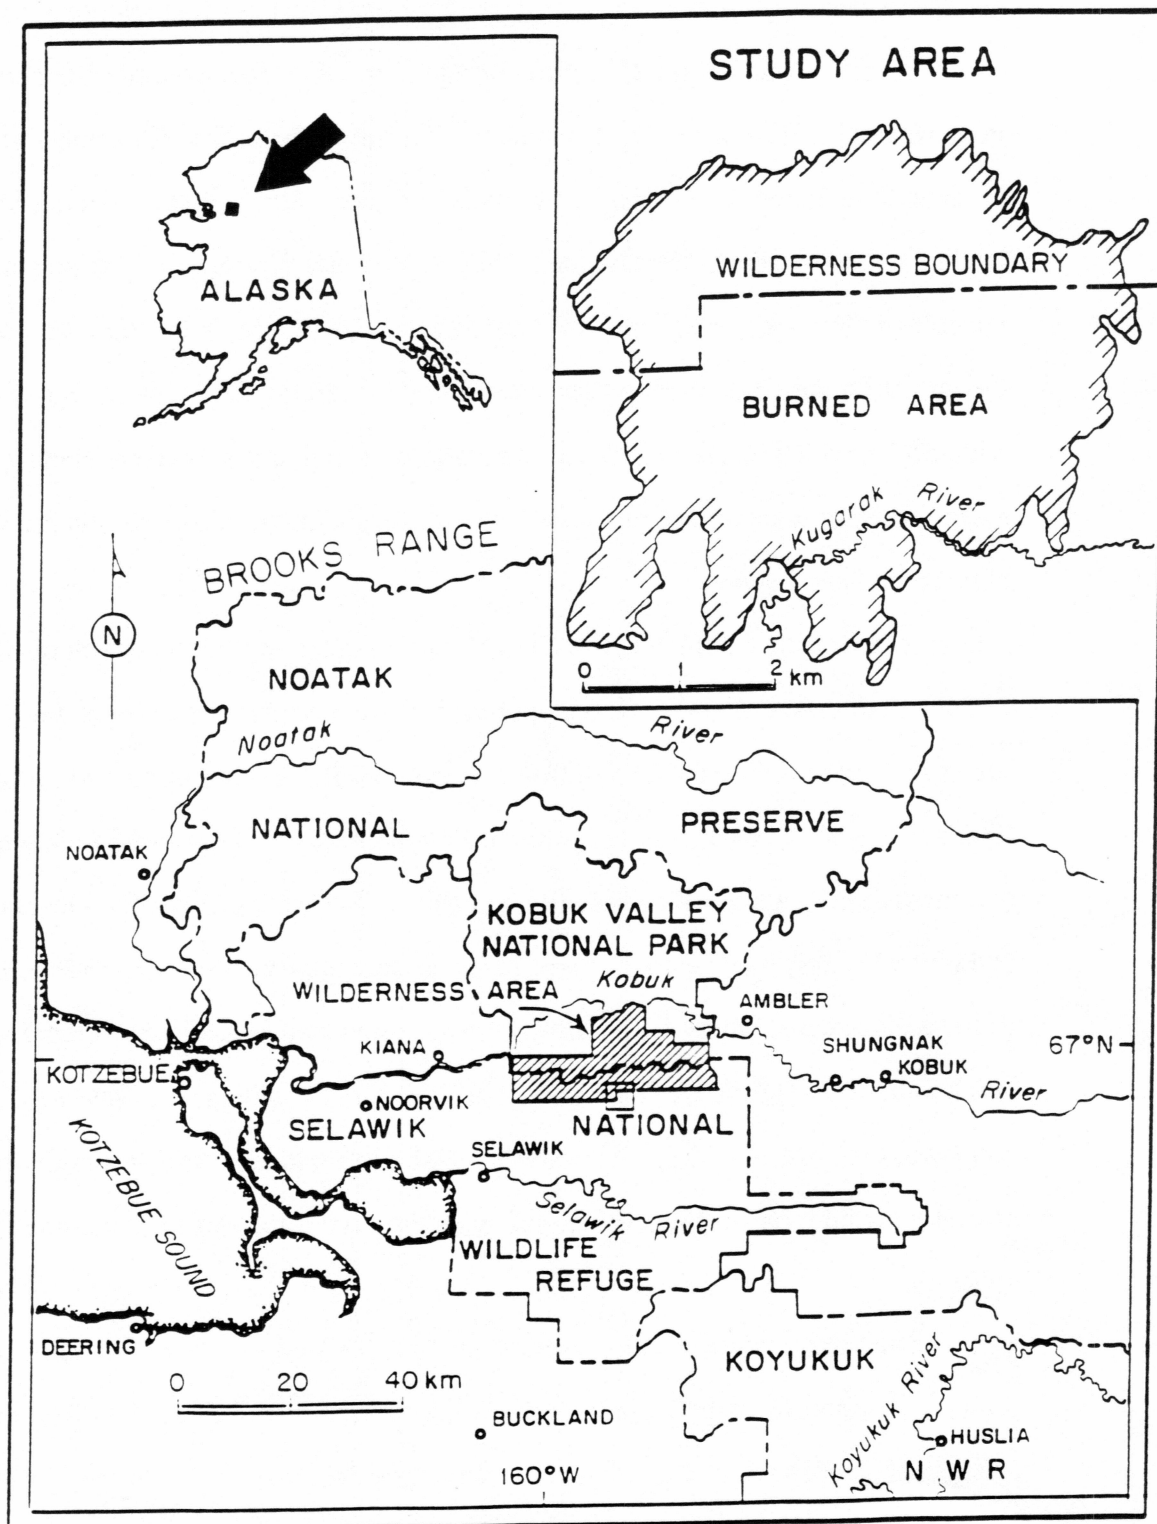 STUDY AREA
ALASKA
WILDERNESS BOUNDARY
BURNED AREA
Kugarak River
0 1 2 km
BROOKS RANGE
N
NOATAK
Noatak River
NATIONAL PRESERVE
NOATAK
KOBUK VALLEY
NATIONAL PARK
WILDERNESS AREA
Kobuk
AMBLER
KIANA
SHUNGNAK
KOBUK
67°N
River
KOTZEBUE
NOORVIK
SELAWIK NATIONAL
SELAWIK
Selawik River
KOTZEBUE SOUND
WILDLIFE
REFUGE
DEERING
KOYUKUK
Koyukuk River
0 20 40 km
BUCKLAND
HUSLIA
160°W
N W R